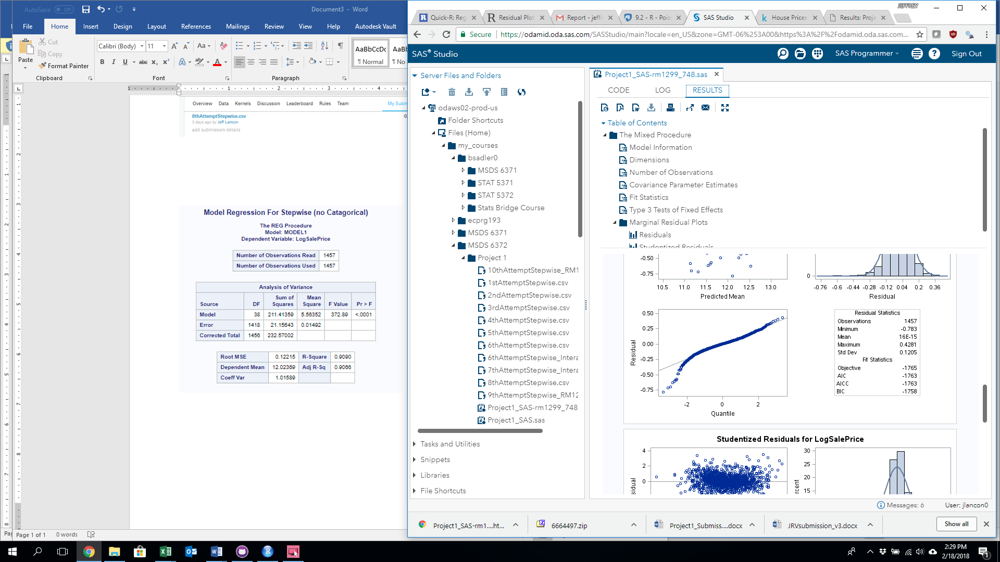 AutoSave Off
Document3 - Word
File Home Insert Design Layout References Mailings Review View Help Autodesk Vault
Paste
Cut
Copy
Format Painter
Clipboard
Calibri (Body) 11
Font
Paragraph
AaBbCcDc
¶ Normal
AaBb
¶ No
Overview Data Kernels Discussion Leaderboard Rules Team My Subm
8thAttemptStepwise.csv
3 days ago by Jeff Lancon
add submission details
Model Regression For Stepwise (no Catagorical)
The REG Procedure
Model: MODEL1
Dependent Variable: LogSalePrice
Number of Observations Read 1457
Number of Observations Used 1457
Analysis of Variance
Source DF Sum of Squares Mean Square F Value Pr > F
Model 38 211.41359 5.56352 372.89 <.0001
Error 1418 21.15643 0.01492
Corrected Total 1456 232.57002
Root MSE 0.12215 R-Square 0.9090
Dependent Mean 12.02369 Adj R-Sq 0.9066
Coeff Var 1.01589
Page 1 of 1 0 words
JEFFREY
Quick-R: Reg
Residual Plot
Report - jeffr
9.2 - R - Pois
SAS Studio
House Prices
Results: Proje
Secure https://odamid.oda.sas.com/SASStudio/main?locale=en_US&zone=GMT-06%253A00&https%3A%2F%2Fodamid.oda.sas.com...
SAS® Studio
SAS Programmer
Sign Out
Server Files and Folders
odaws02-prod-us
Folder Shortcuts
Files (Home)
my_courses
bsadler0
MSDS 6371
STAT 5371
STAT 5372
Stats Bridge Course
ecprg193
MSDS 6371
MSDS 6372
Project 1
10thAttemptStepwise_RM1
1stAttemptStepwise.csv
2ndAttemptStepwise.csv
3rdAttemptStepwise.csv
4thAttemptStepwise.csv
5thAttemptStepwise.csv
6thAttemptStepwise.csv
6thAttemptStepwise_Intera
7thAttemptStepwise_Intera
8thAttemptStepwise.csv
9thAttemptStepwise_RM12
Project1_SAS-rm1299_748
Project1_SAS.sas
Tasks and Utilities
Snippets
Libraries
File Shortcuts
Project1_SAS-rm1299_748.sas
CODE LOG RESULTS
Table of Contents
The Mixed Procedure
Model Information
Dimensions
Number of Observations
Covariance Parameter Estimates
Fit Statistics
Type 3 Tests of Fixed Effects
Marginal Residual Plots
Residuals
Studentized Residuals
-0.50
-0.75
10.5 11.0 11.5 12.0 12.5 13.0
Predicted Mean
0
-0.76 -0.6 -0.44 -0.28 -0.12 0.04 0.2 0.36
Residual
0.50
0.25
0.00
-0.25
-0.50
-0.75
Residual
-2 0 2
Quantile
Residual Statistics
Observations 1457
Minimum -0.783
Mean 16E-15
Maximum 0.4281
Std Dev 0.1205
Fit Statistics
Objective -1765
AIC -1763
AICC -1763
BIC -1758
Studentized Residuals for LogSalePrice
4
2
0
sidual
30
25
20
15
rcent
Messages: 6
User: jlancon0
Project1_SAS-rm1....ht...
6664497.zip
Project1_Submiss....docx
JRVsubmission_v3.docx
Show all
2:29 PM
2/18/2018
1